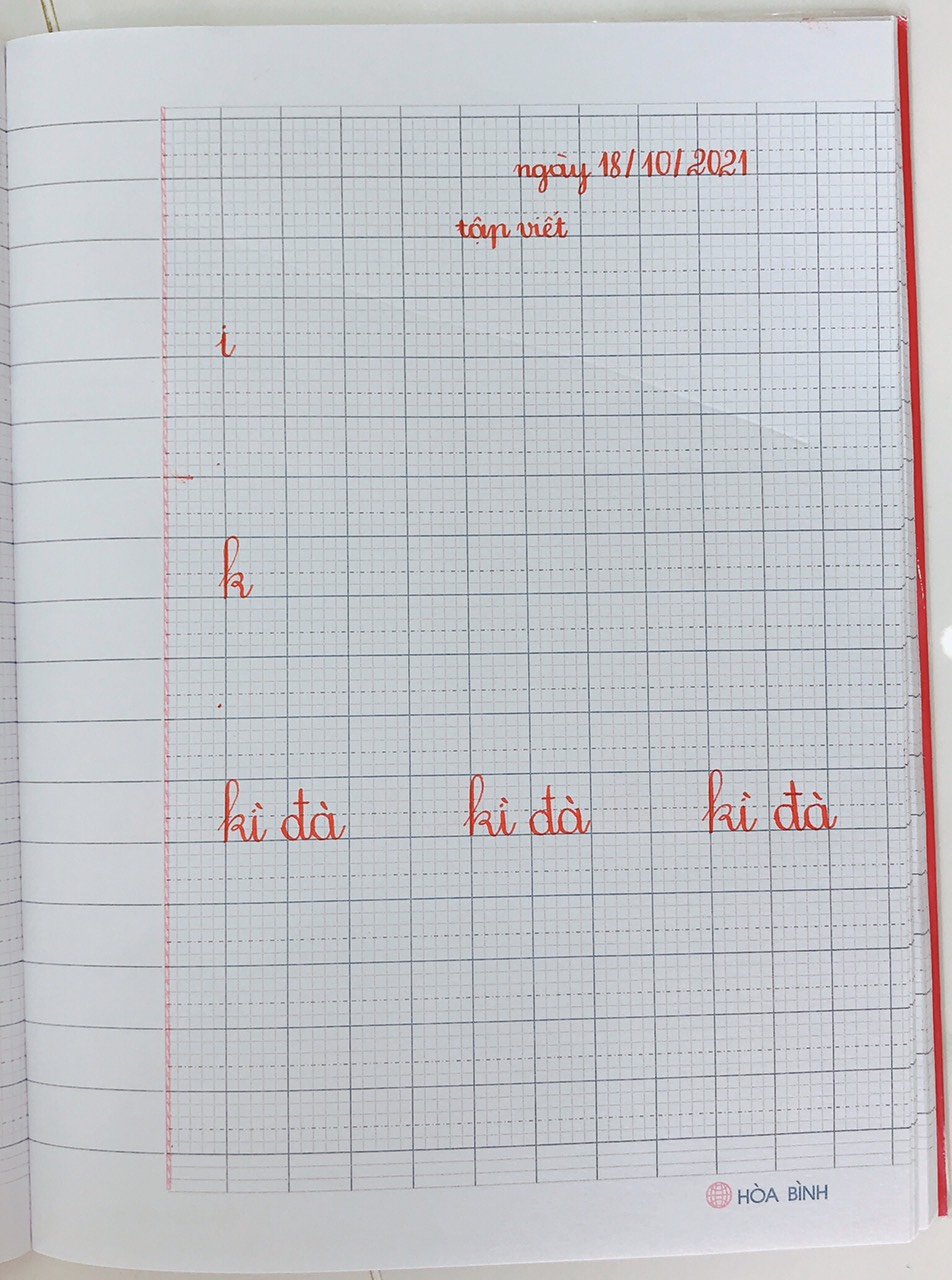 ngày 18/10/2021
tập viết
i
k
kì đà kì đà kì đà
HÒA BÌNH